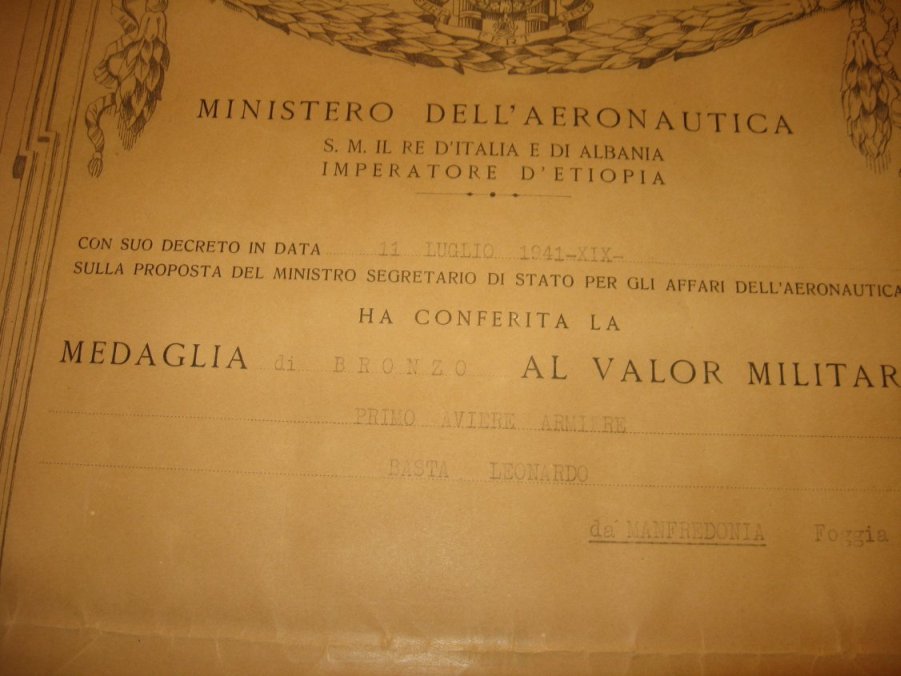 MINISTERO DELL'AERONAUTICA
S. M. IL RE D'ITALIA E DI ALBANIA
IMPERATORE D'ETIOPIA
CON SUO DECRETO IN DATA 11 LUGLIO 1941-XIX-
SULLA PROPOSTA DEL MINISTRO SEGRETARIO DI STATO PER GLI AFFARI DELL'AERONAUTICA
HA CONFERITA LA
MEDAGLIA di BRONZO AL VALOR MILITAR
PRIMO AVIERE ARMIERE
BASTA LEONARDO
da MANFREDONIA Foggia